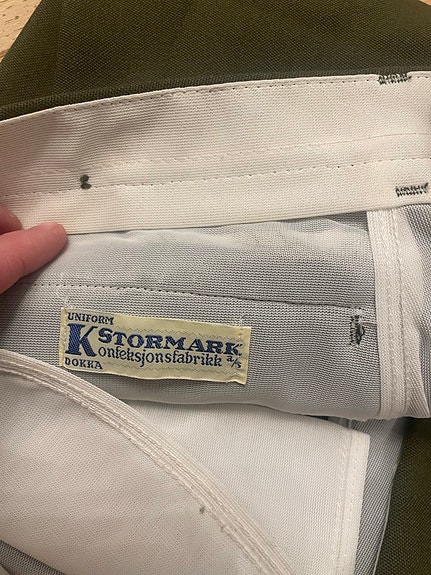 UNIFORM
K STORMARK
Konfeksjonsfabrikk a/s
DOKKA